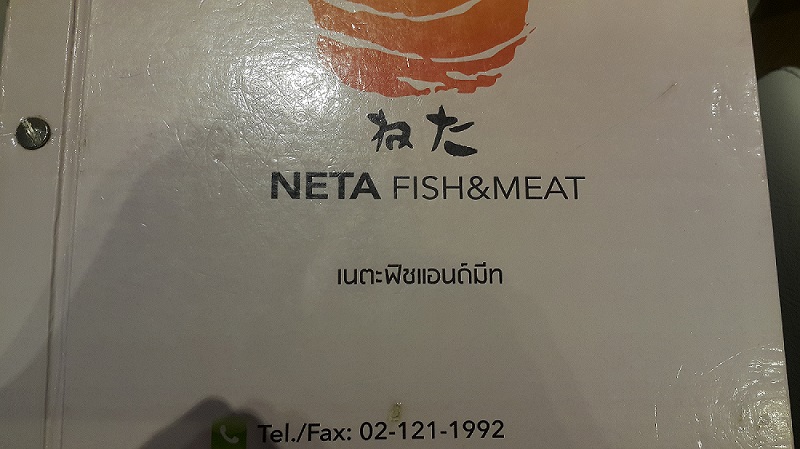 ねた
NETA FISH&MEAT
เนตะฟิชแอนด์มีท
Tel./Fax: 02-121-1992